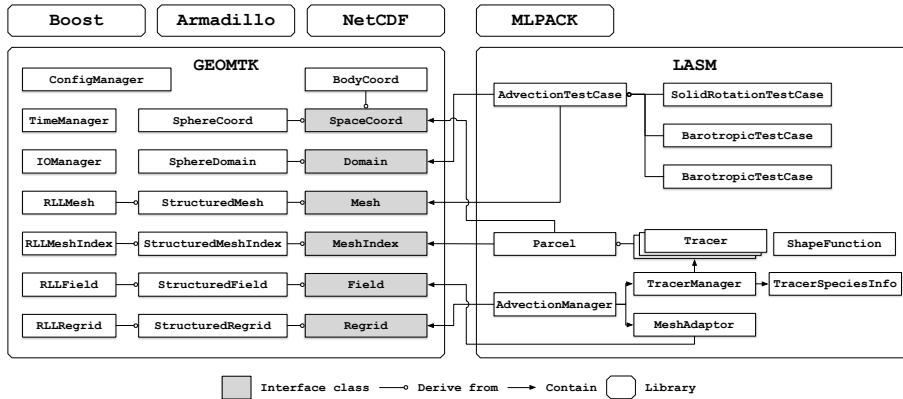 Boost
Armadillo
NetCDF
MLPACK
GEOMTK
ConfigManager
BodyCoord
TimeManager
SphereCoord
SpaceCoord
IOManager
SphereDomain
Domain
RLLMesh
StructuredMesh
Mesh
RLLMeshIndex
StructuredMeshIndex
MeshIndex
RLLField
StructuredField
Field
RLLRegrid
StructuredRegrid
Regrid
LASM
AdvectionTestCase
SolidRotationTestCase
BarotropicTestCase
BarotropicTestCase
Parcel
Tracer
ShapeFunction
TracerManager
TracerSpeciesInfo
AdvectionManager
MeshAdaptor
Interface class
Derive from
Contain
Library